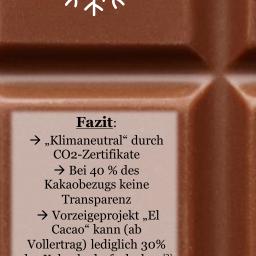 Fazit:
→ „Klimaneutral“ durch
CO2-Zertifikate
→ Bei 40 % des
Kakaobezugs keine
Transparenz
→ Vorzeigeprojekt „El
Cacao“ kann (ab
Vollertrag) lediglich 30%